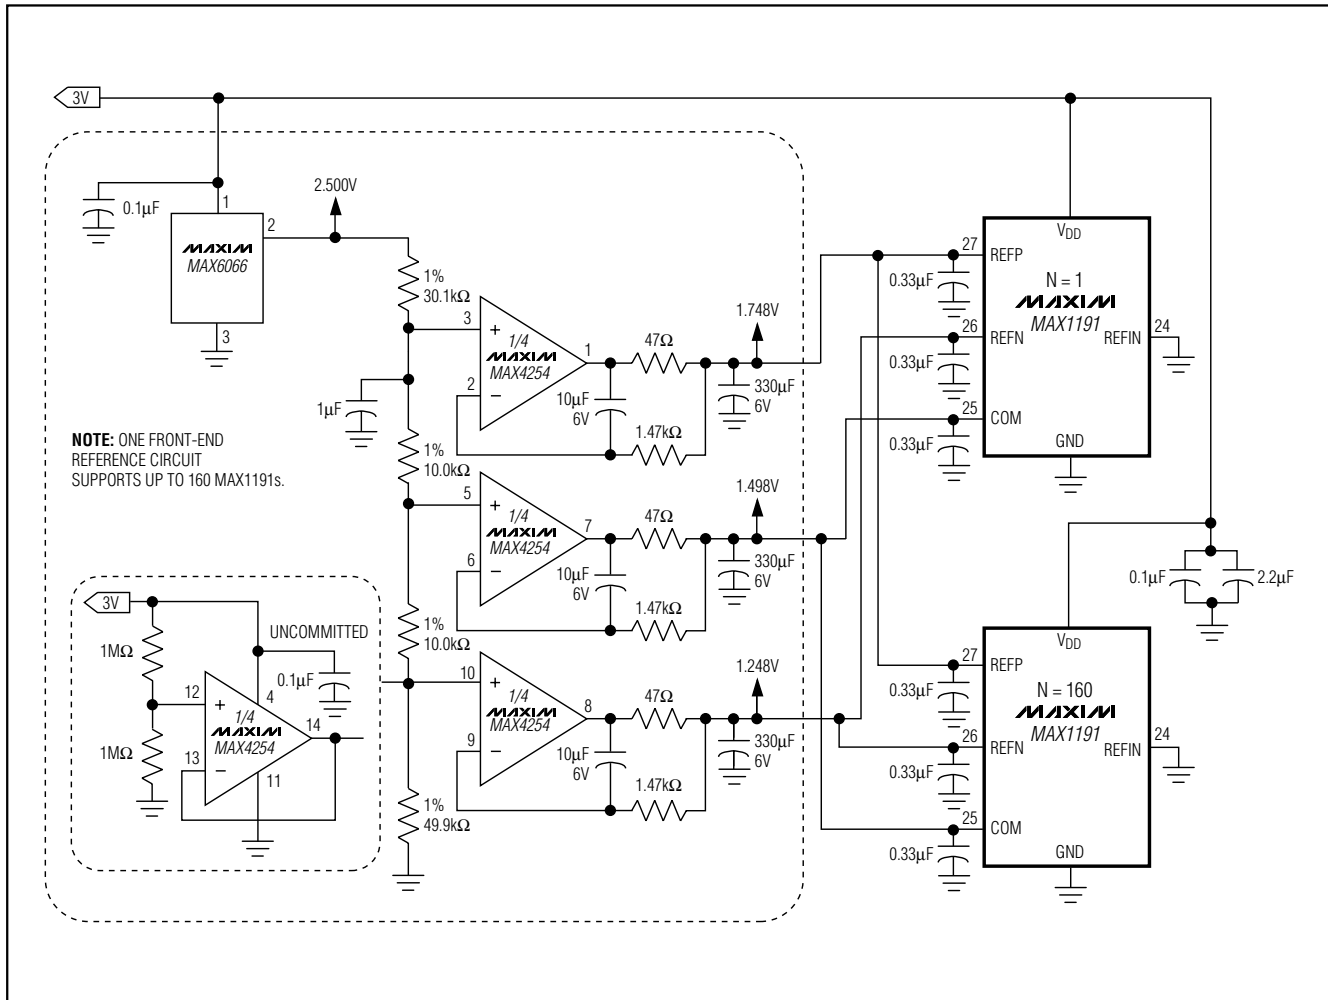 3V
0.1µF
1
2
3
MAXIM
MAX6066
2.500V
1%
30.1kΩ
1µF
NOTE: ONE FRONT-END
REFERENCE CIRCUIT
SUPPORTS UP TO 160 MAX1191s.
3
+
1/4
MAXIM
MAX4254
1
2
−
47Ω
10µF
6V
1.47kΩ
1.748V
330µF
6V
1%
10.0kΩ
5
+
1/4
MAXIM
MAX4254
7
6
−
47Ω
10µF
6V
1.47kΩ
1.498V
330µF
6V
1%
10.0kΩ
10
+
1/4
MAXIM
MAX4254
8
9
−
47Ω
10µF
6V
1.47kΩ
1.248V
330µF
6V
1%
49.9kΩ
3V
UNCOMMITTED
1MΩ
0.1µF
12
+
4
1/4
MAXIM
MAX4254
14
13
−
11
1MΩ
VDD
27
REFP
0.33µF
N = 1
MAXIM
MAX1191
26
REFN
24
REFIN
0.33µF
25
COM
0.33µF
GND
0.1µF
2.2µF
VDD
27
REFP
0.33µF
N = 160
MAXIM
MAX1191
26
REFN
24
REFIN
0.33µF
25
COM
0.33µF
GND